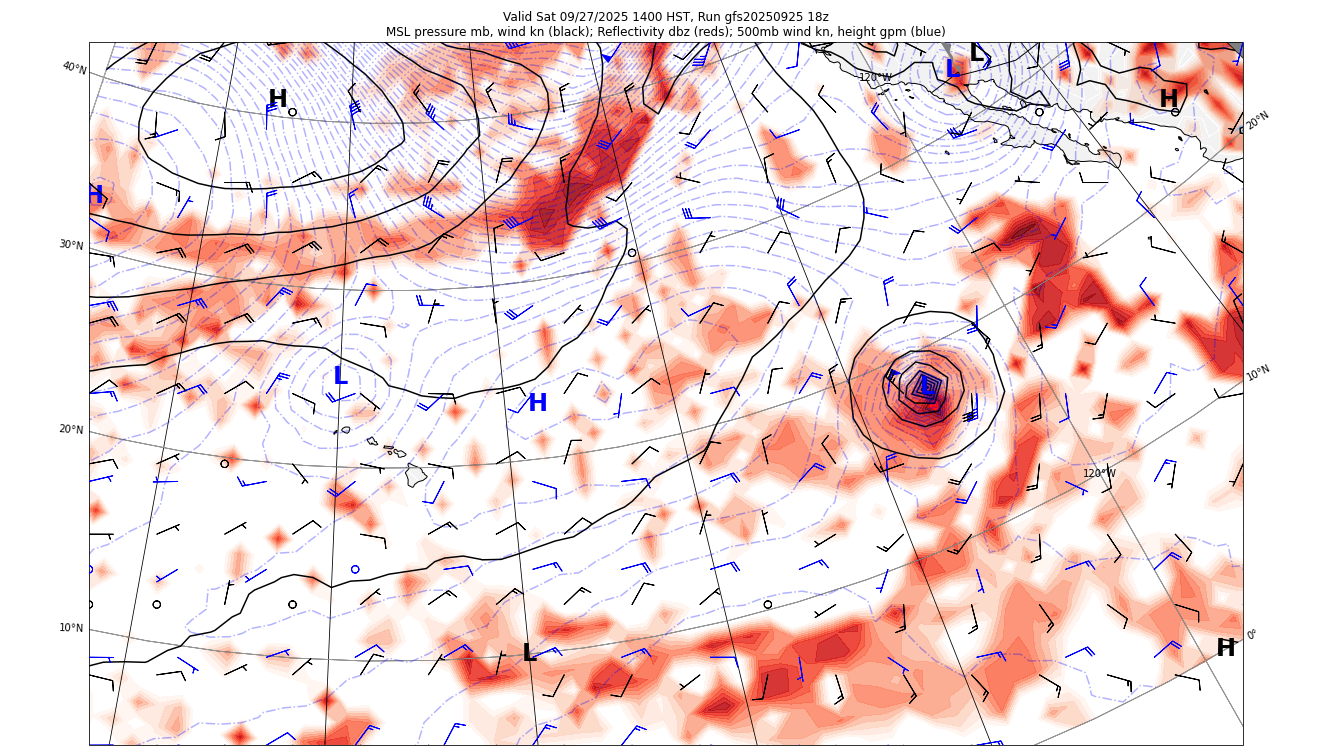 Valid Sat 09/27/2025 1400 HST, Run gfs20250925 18z
MSL pressure mb, wind kn (black); Reflectivity dbz (reds); 500mb wind kn, height gpm (blue)
L
40°N
L
120°W
H
H
20°N
H
30°N
10°N
L
L
H
20°N
120°W
10°N
0°
H
L